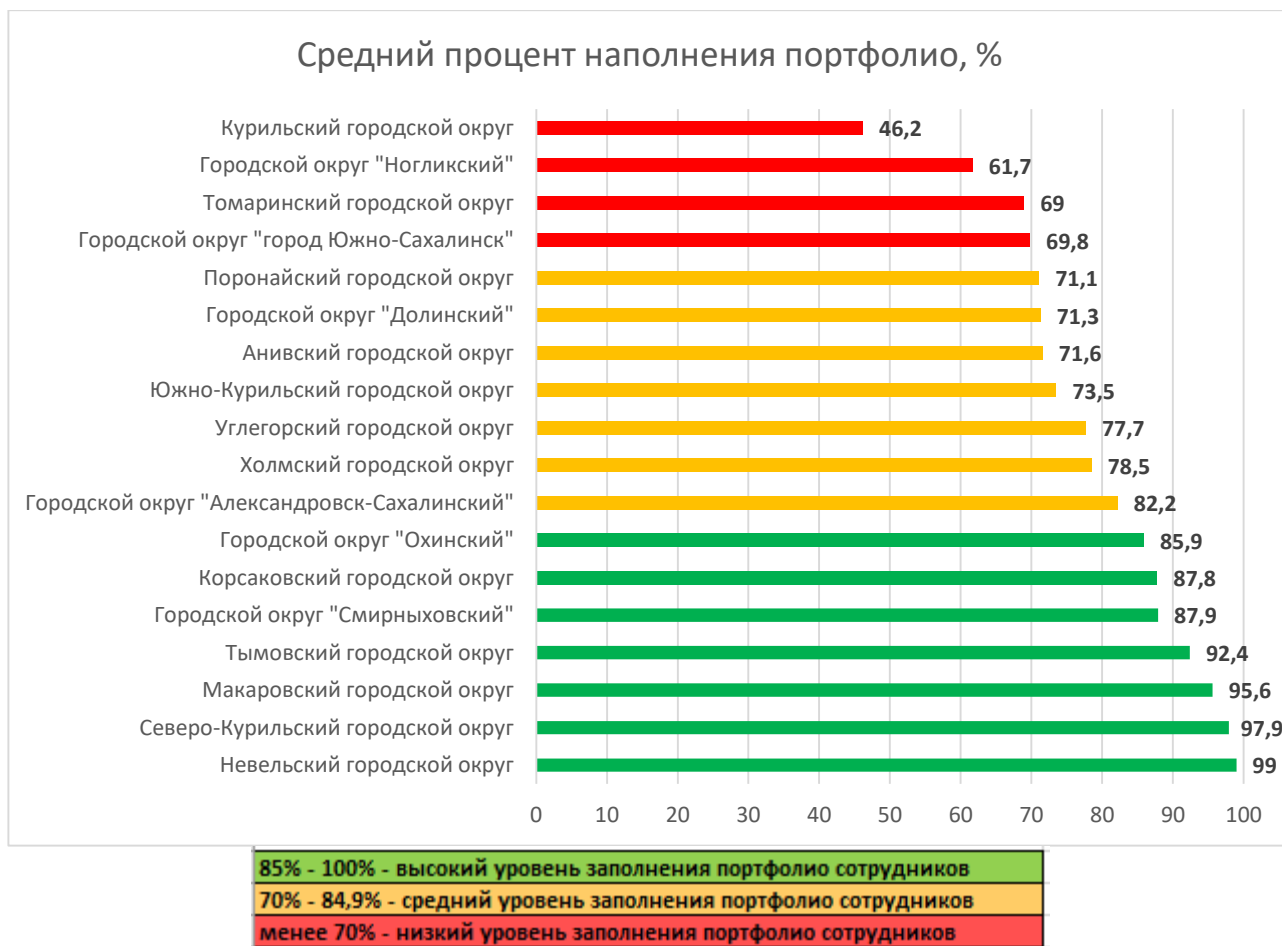 Средний процент наполнения портфолио, %
Курильский городской округ 46,2
Городской округ "Ногликский" 61,7
Томаринский городской округ 69
Городской округ "город Южно-Сахалинск" 69,8
Поронайский городской округ 71,1
Городской округ "Долинский" 71,3
Анивский городской округ 71,6
Южно-Курильский городской округ 73,5
Углегорский городской округ 77,7
Холмский городской округ 78,5
Городской округ "Александровск-Сахалинский" 82,2
Городской округ "Охинский" 85,9
Корсаковский городской округ 87,8
Городской округ "Смирныховский" 87,9
Тымовский городской округ 92,4
Макаровский городской округ 95,6
Северо-Курильский городской округ 97,9
Невельский городской округ 99
0 10 20 30 40 50 60 70 80 90 100
85% - 100% - высокий уровень заполнения портфолио сотрудников
70% - 84,9% - средний уровень заполнения портфолио сотрудников
менее 70% - низкий уровень заполнения портфолио сотрудников